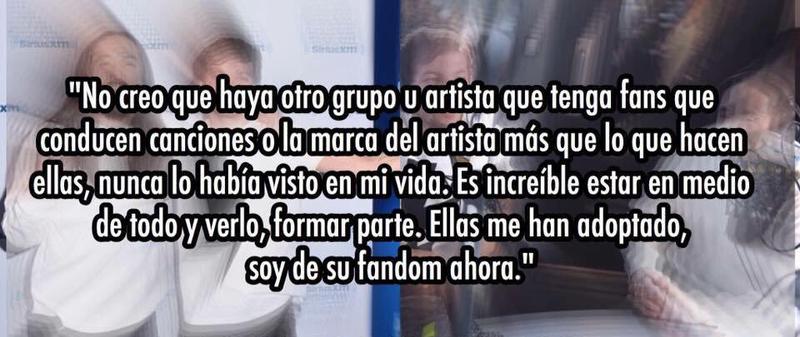 SiriusXM
"No creo que haya otro grupo u artista que tenga fans que
conducen canciones o la marca del artista más que lo que hacen
ellas, nunca lo había visto en mi vida. Es increíble estar en medio
de todo y verlo, formar parte. Ellas me han adoptado,
soy de su fandom ahora."